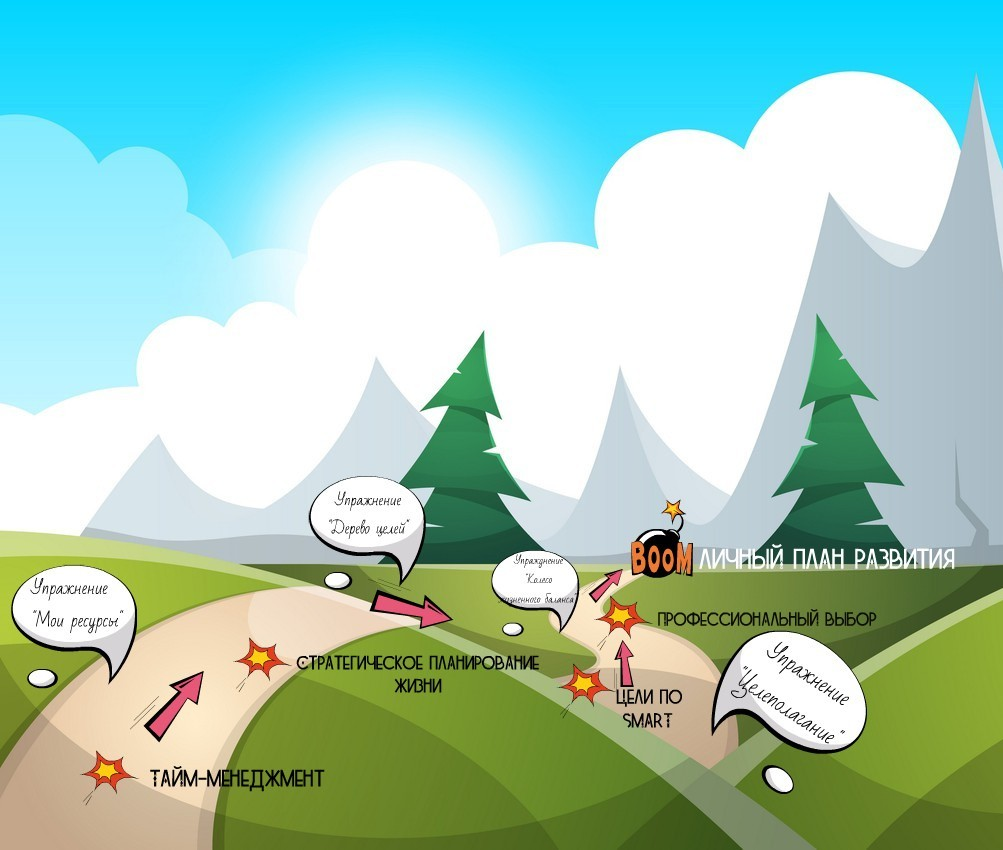 Упражнение
"Дерево целей"
Упражнение
"Колесо
жизненного баланса"
BOOM
ЛИЧНЫЙ ПЛАН РАЗВИТИЯ
Упражнение
"Мои ресурсы"
ПРОФЕССИОНАЛЬНЫЙ ВЫБОР
СТРАТЕГИЧЕСКОЕ ПЛАНИРОВАНИЕ
ЖИЗНИ
ЦЕЛИ ПО
SMART
Упражнение
"Целеполагание"
ТАЙМ-МЕНЕДЖМЕНТ